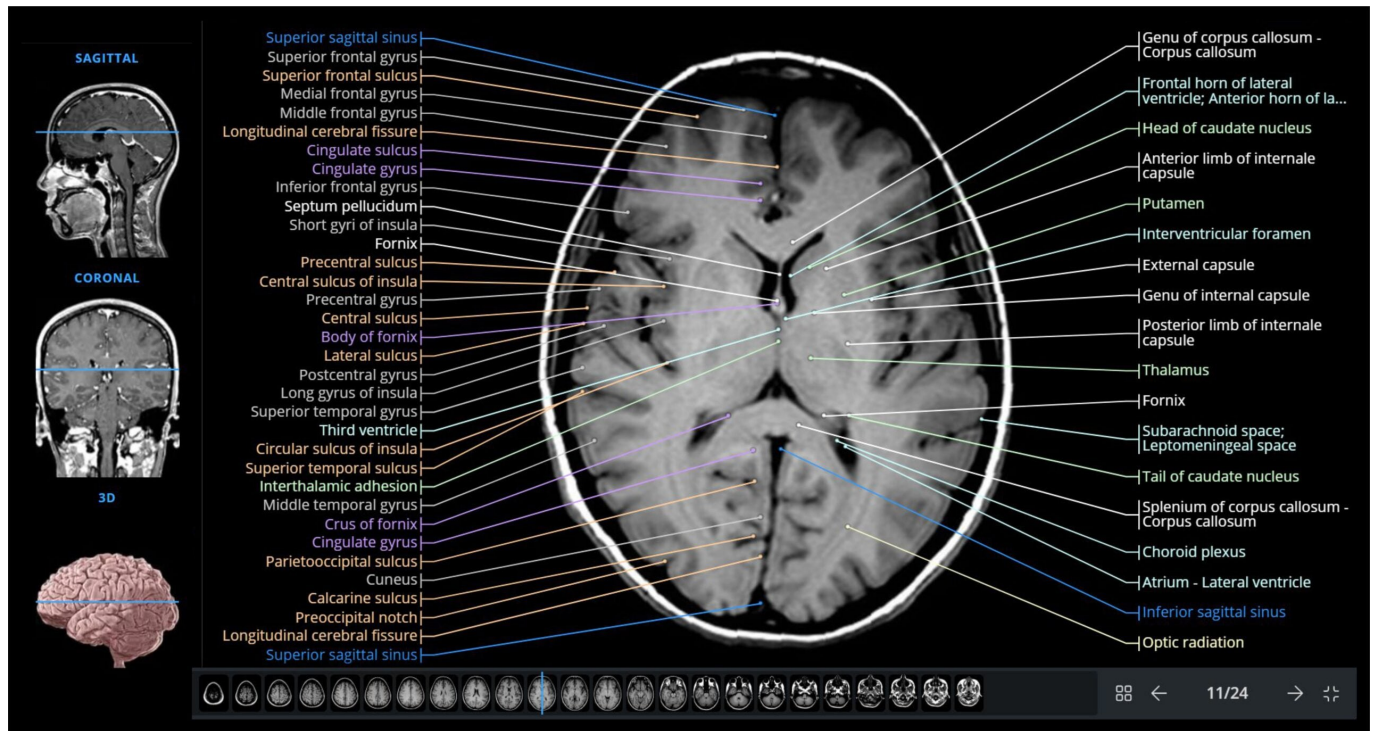 SAGITTAL
CORONAL
3D
Superior sagittal sinus
Superior frontal gyrus
Superior frontal sulcus
Medial frontal gyrus
Middle frontal gyrus
Longitudinal cerebral fissure
Cingulate sulcus
Cingulate gyrus
Inferior frontal gyrus
Septum pellucidum
Short gyri of insula
Fornix
Precentral sulcus
Central sulcus of insula
Precentral gyrus
Central sulcus
Body of fornix
Lateral sulcus
Postcentral gyrus
Long gyrus of insula
Superior temporal gyrus
Third ventricle
Circular sulcus of insula
Superior temporal sulcus
Interthalamic adhesion
Middle temporal gyrus
Crus of fornix
Cingulate gyrus
Parietooccipital sulcus
Cuneus
Calcarine sulcus
Preoccipital notch
Longitudinal cerebral fissure
Superior sagittal sinus
Genu of corpus callosum -
Corpus callosum
Frontal horn of lateral
ventricle; Anterior horn of la...
Head of caudate nucleus
Anterior limb of internale
capsule
Putamen
Interventricular foramen
External capsule
Genu of internal capsule
Posterior limb of internale
capsule
Thalamus
Fornix
Subarachnoid space;
Leptomeningeal space
Tail of caudate nucleus
Splenium of corpus callosum -
Corpus callosum
Choroid plexus
Atrium - Lateral ventricle
Inferior sagittal sinus
Optic radiation
11/24